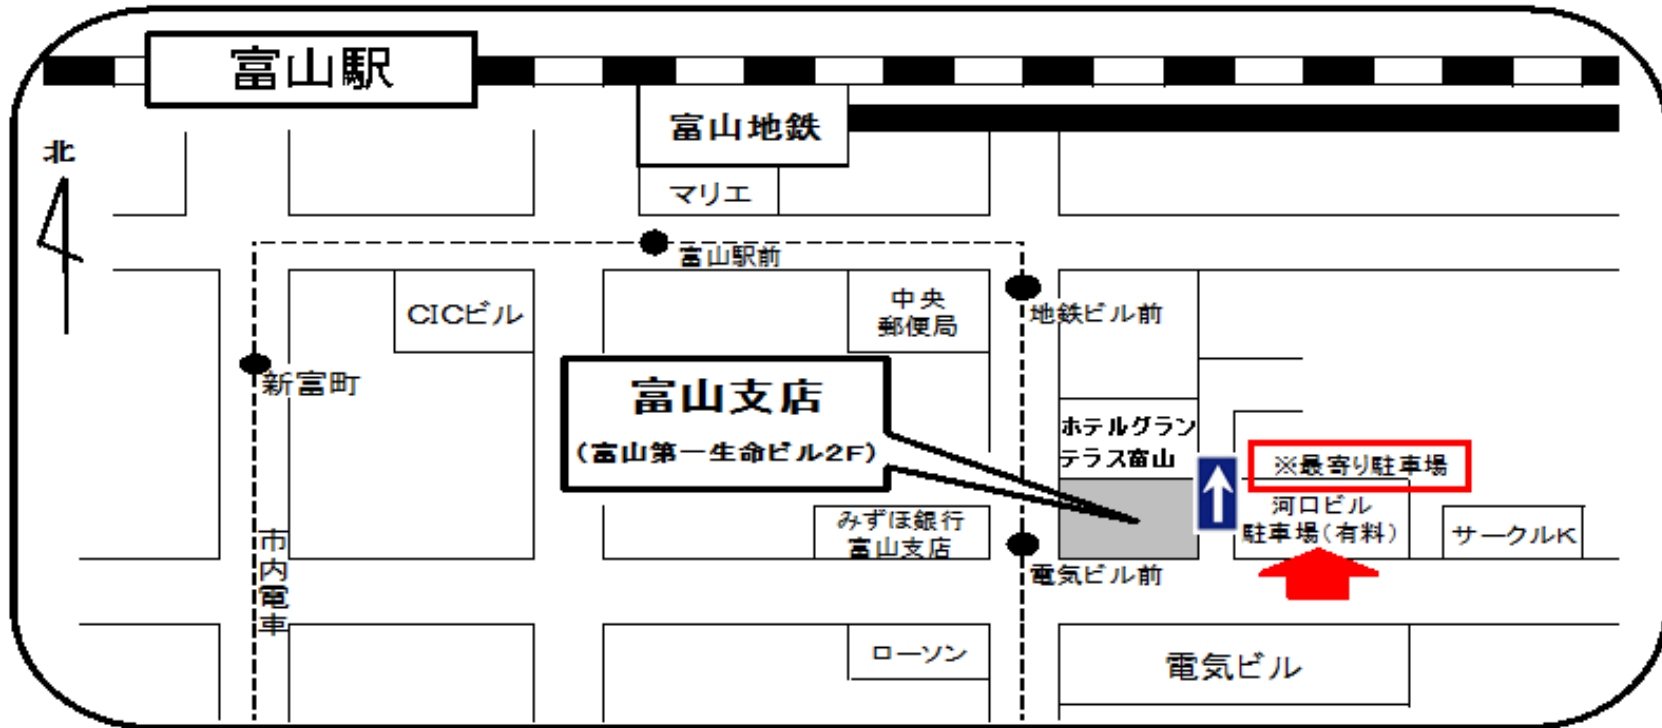 富山駅
富山地鉄
北
マリエ
富山駅前
CICビル
中央
郵便局
地鉄ビル前
新富町
富山支店
(富山第一生命ビル2F)
ホテルグラン
テラス富山
※最寄り駐車場
河口ビル
駐車場(有料)
みずほ銀行
富山支店
サークルK
電気ビル前
市内電車
ローソン
電気ビル